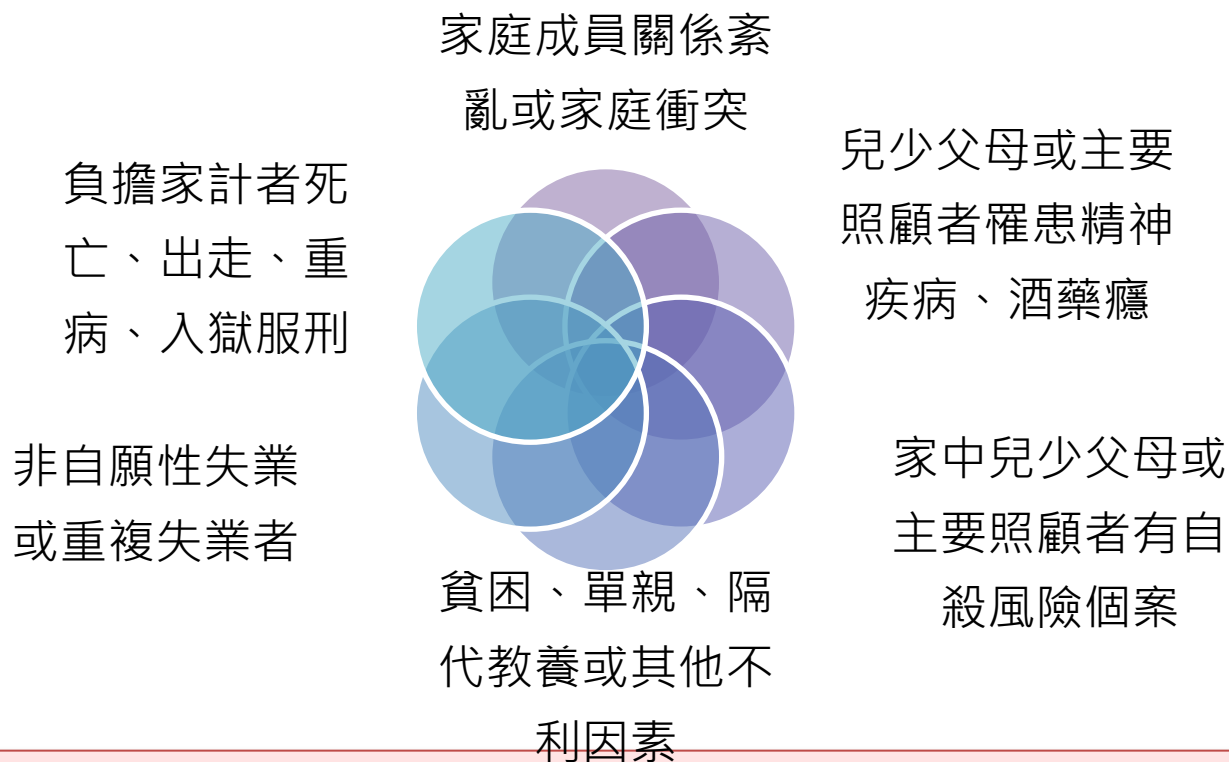 家庭成員關係紊
亂或家庭衝突
兒少父母或主要
照顧者罹患精神
疾病、酒藥癮
家中兒少父母或
主要照顧者有自
殺風險個案
貧困、單親、隔
代教養或其他不
利因素
非自願性失業
或重複失業者
負擔家計者死
亡、出走、重
病、入獄服刑